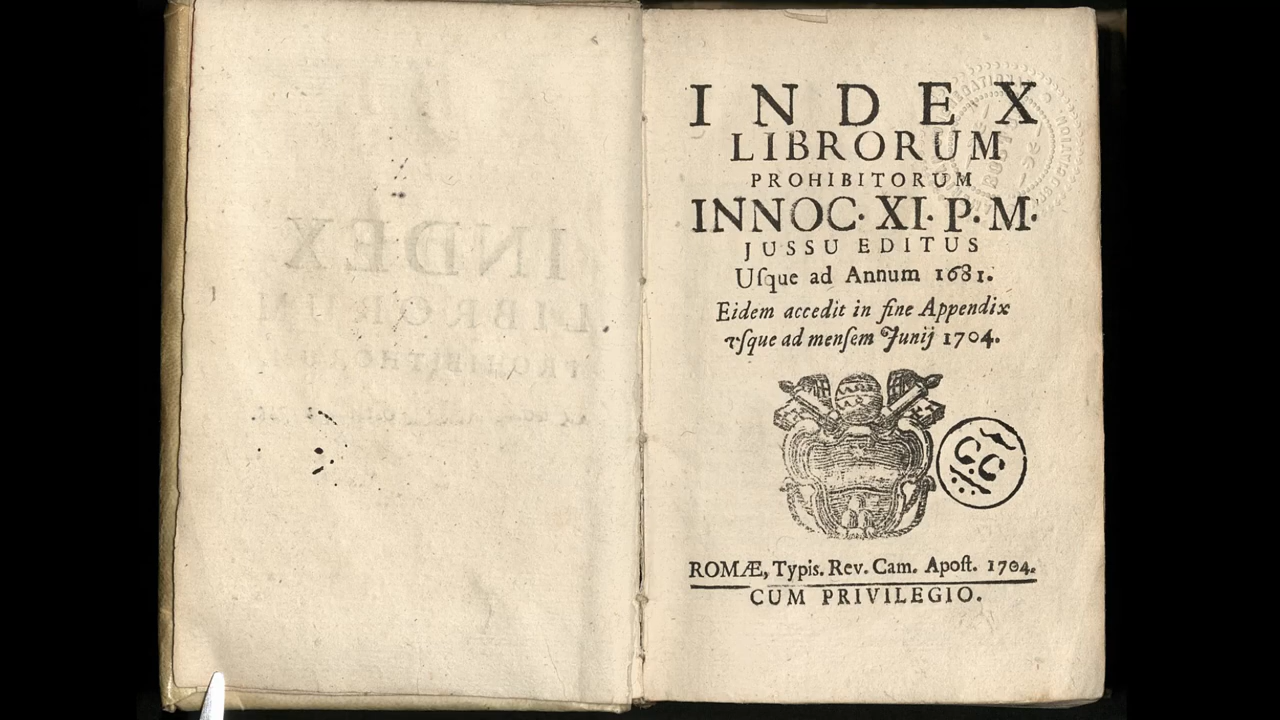 INDEX
LIBRORUM
PROHIBITORUM
INNOC. XI. P. M.
JUSSU EDITUS
Uſque ad Annum 1681.
Eidem accedit in fine Appendix
vſque ad menſem Junij 1704.
CC
ROMÆ, Typis. Rev. Cam. Apoſt. 1704.
CUM PRIVILEGIO.